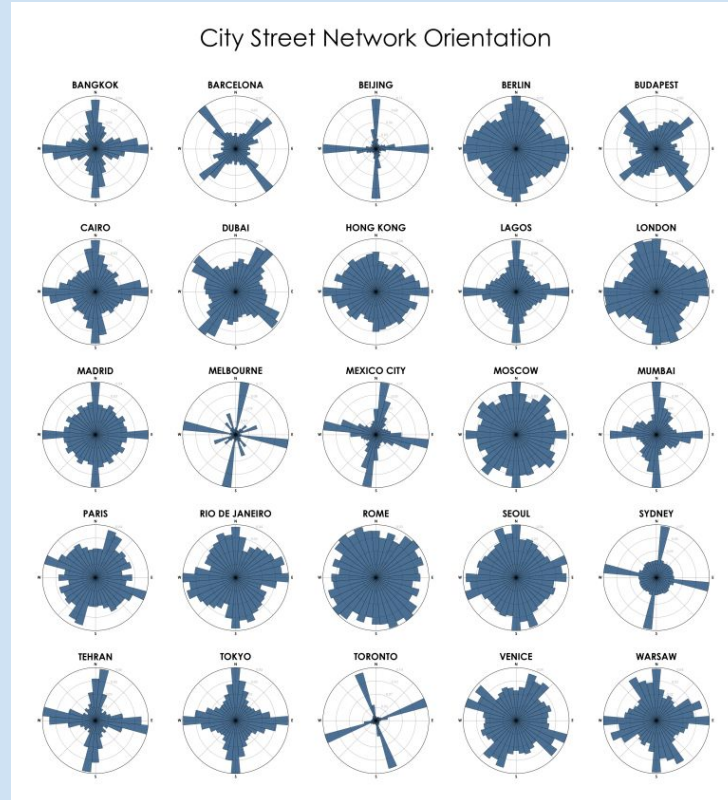 City Street Network Orientation
BANGKOK BARCELONA BEIJING BERLIN BUDAPEST
N N N N N
W E W E W E W E W E
S S S S S
CAIRO DUBAI HONG KONG LAGOS LONDON
N N N N N
W E W E W E W E W E
S S S S S
MADRID MELBOURNE MEXICO CITY MOSCOW MUMBAI
N N N N N
W E W E W E W E W E
S S S S S
PARIS RIO DE JANEIRO ROME SEOUL SYDNEY
N N N N N
W E W E W E W E W E
S S S S S
TEHRAN TOKYO TORONTO VENICE WARSAW
N N N N N
W E W E W E W E W E
S S S S S